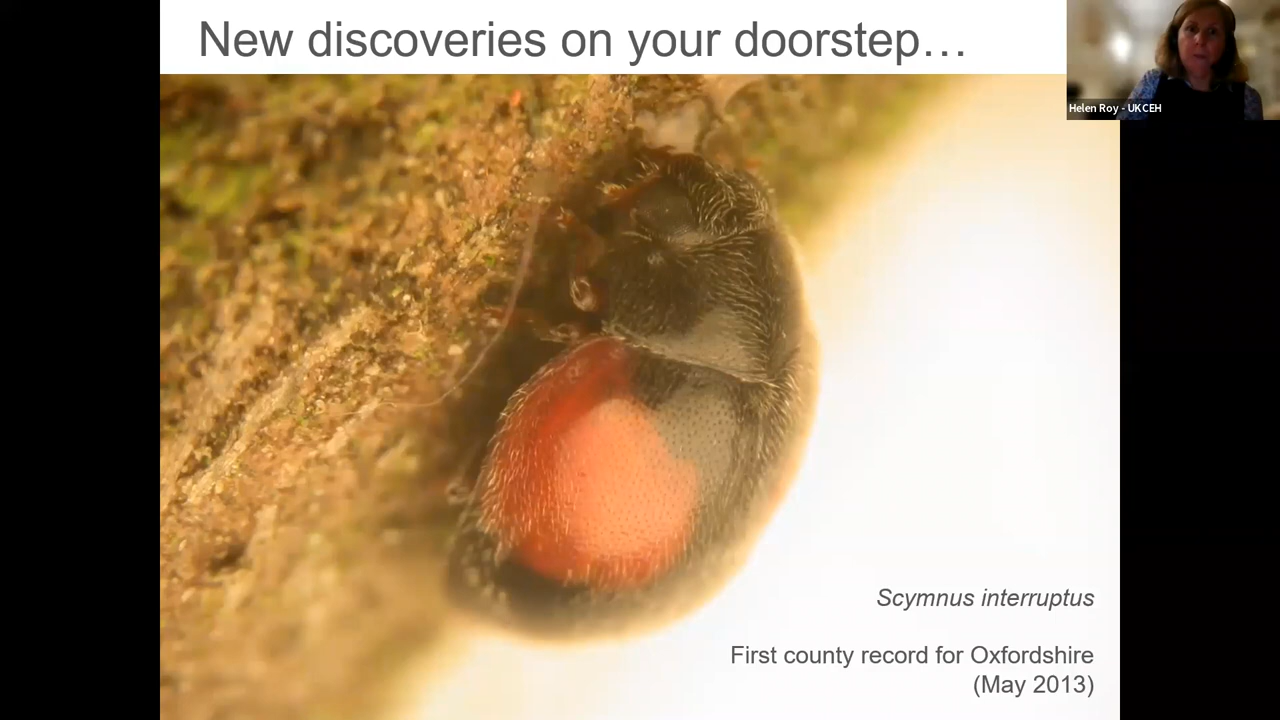 New discoveries on your doorstep…
Helen Roy - UKCEH
Scymnus interruptus
First county record for Oxfordshire
(May 2013)